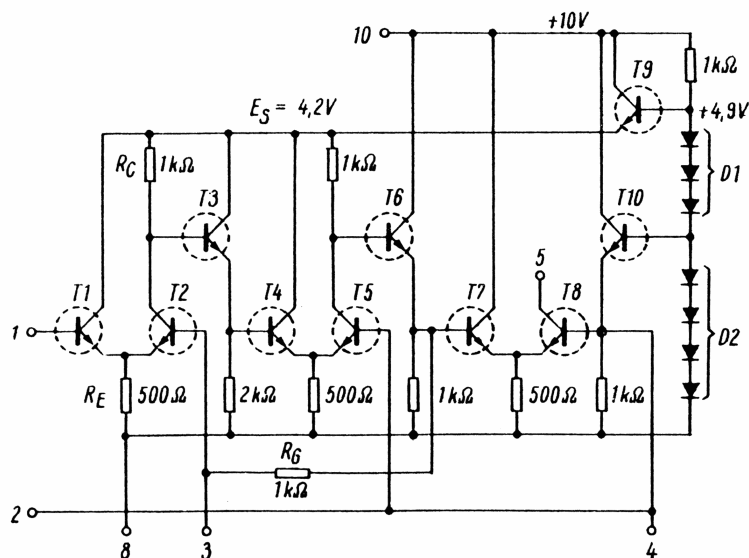 10 +10V
T9
1kΩ
E_S = 4,2V
+4,9V
R_C 1kΩ
1kΩ
D1
T3
T6
T10
5
T1 T2 T4 T5 T7 T8
1
D2
R_E 500Ω 2kΩ 500Ω 1kΩ 500Ω 1kΩ
R_G
1kΩ
2
8 3 4